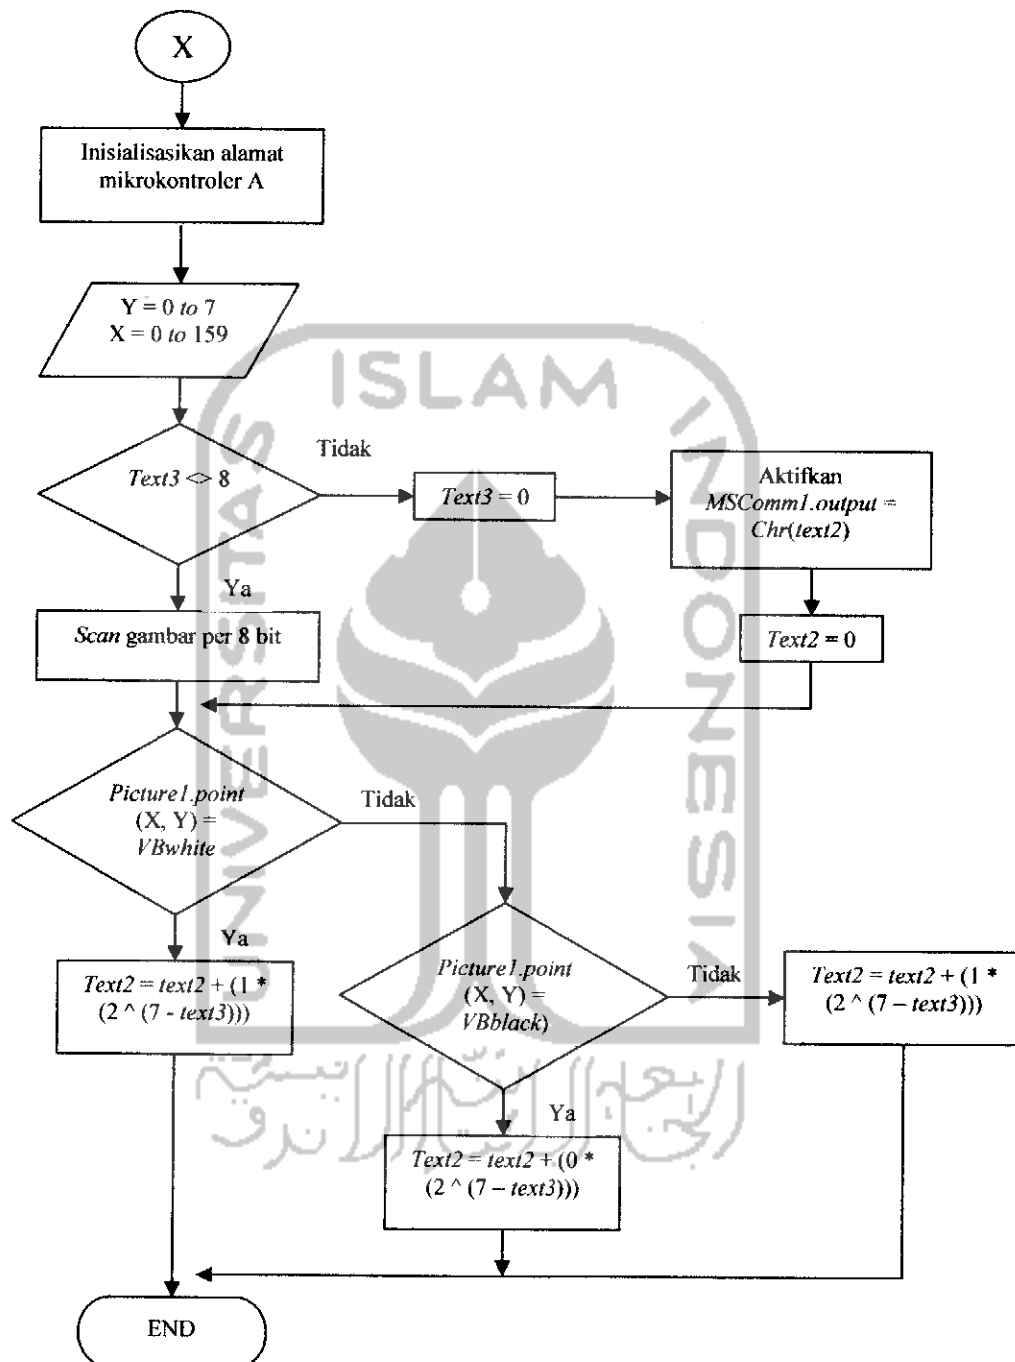 X
Inisialisasikan alamat
mikrokontroler A
Y = 0 to 7
X = 0 to 159
ISLAM
UNIVERSITAS
INDONESIA
Text3 <> 8
Tidak
Text3 = 0
Aktifkan
MSComm1.output =
Chr(text2)
Ya
Scan gambar per 8 bit
Text2 = 0
Picture1.point
(X, Y) =
VBwhite
Tidak
Ya
Text2 = text2 + (1 *
(2 ^ (7 - text3)))
Picture1.point
(X, Y) =
VBblack)
Tidak
Text2 = text2 + (1 *
(2 ^ (7 – text3)))
Ya
Text2 = text2 + (0 *
(2 ^ (7 – text3)))
END